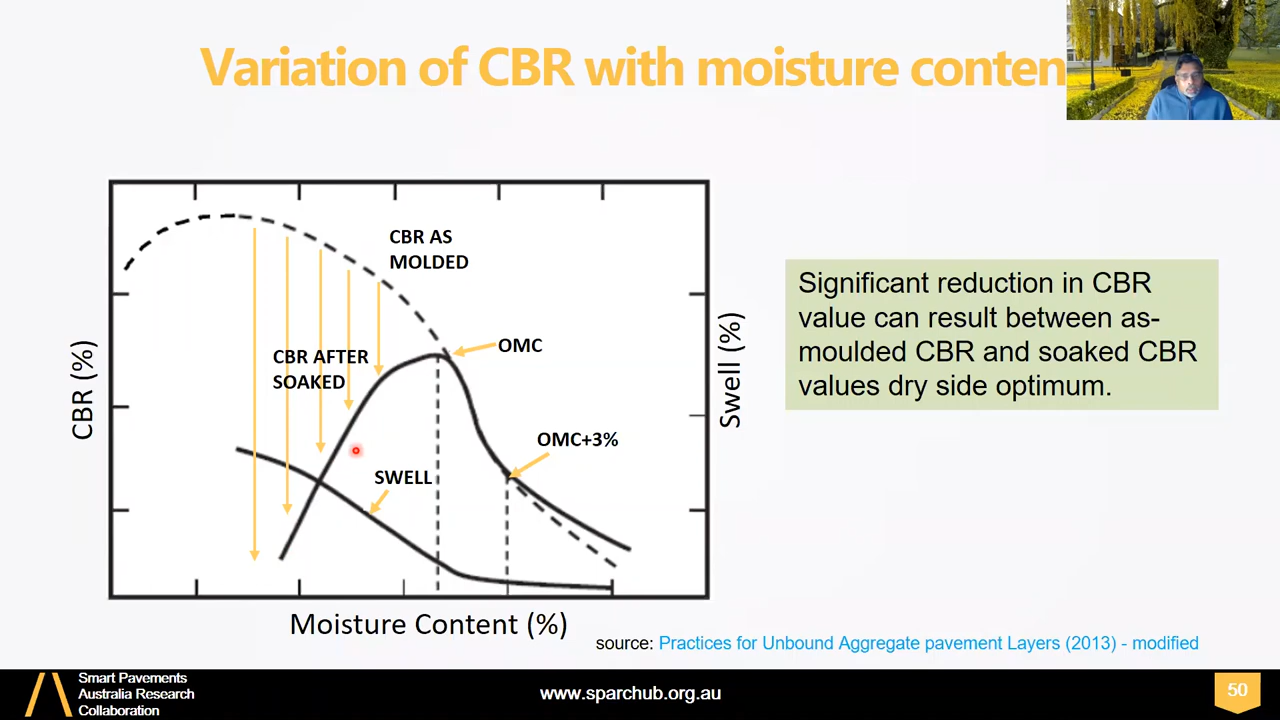 Variation of CBR with moisture conten
CBR AS
MOLDED
OMC
CBR AFTER
SOAKED
OMC+3%
SWELL
CBR (%)
Swell (%)
Moisture Content (%)
Significant reduction in CBR
value can result between as-
moulded CBR and soaked CBR
values dry side optimum.
source: Practices for Unbound Aggregate pavement Layers (2013) - modified
Smart Pavements
Australia Research
Collaboration
www.sparchub.org.au
50